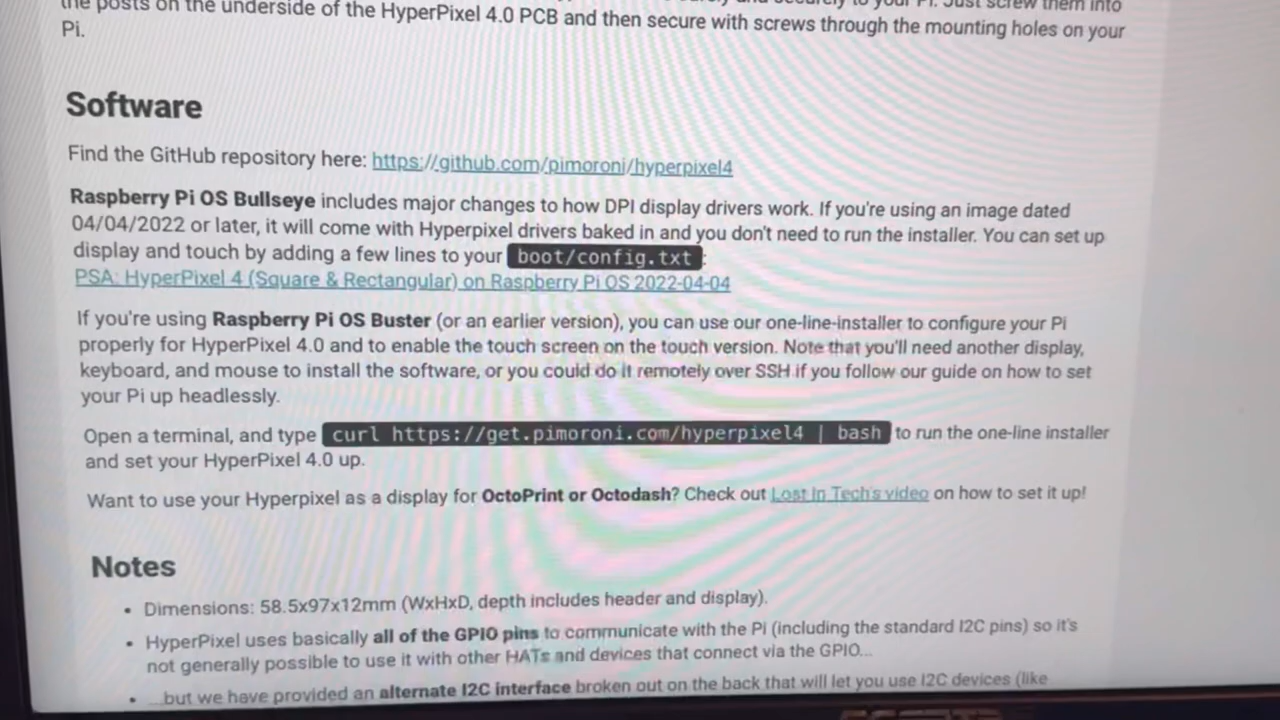 the posts on the underside of the HyperPixel 4.0 PCB and then secure with screws through the mounting holes on your
Pi.
Software
Find the GitHub repository here: https://github.com/pimoroni/hyperpixel4
Raspberry Pi OS Bullseye includes major changes to how DPI display drivers work. If you're using an image dated
04/04/2022 or later, it will come with Hyperpixel drivers baked in and you don't need to run the installer. You can set up
display and touch by adding a few lines to your boot/config.txt :
PSA: HyperPixel 4 (Square & Rectangular) on Raspberry Pi OS 2022-04-04
If you're using Raspberry Pi OS Buster (or an earlier version), you can use our one-line-installer to configure your Pi
properly for HyperPixel 4.0 and to enable the touch screen on the touch version. Note that you'll need another display,
keyboard, and mouse to install the software, or you could do it remotely over SSH if you follow our guide on how to set
your Pi up headlessly.
Open a terminal, and type curl https://get.pimoroni.com/hyperpixel4 | bash to run the one-line installer
and set your HyperPixel 4.0 up.
Want to use your Hyperpixel as a display for OctoPrint or Octodash? Check out Lost In Tech's video on how to set it up!
Notes
• Dimensions: 58.5x97x12mm (WxHxD, depth includes header and display).
• HyperPixel uses basically all of the GPIO pins to communicate with the Pi (including the standard I2C pins) so it's
not generally possible to use it with other HATs and devices that connect via the GPIO...
• ...but we have provided an alternate I2C interface broken out on the back that will let you use I2C devices (like